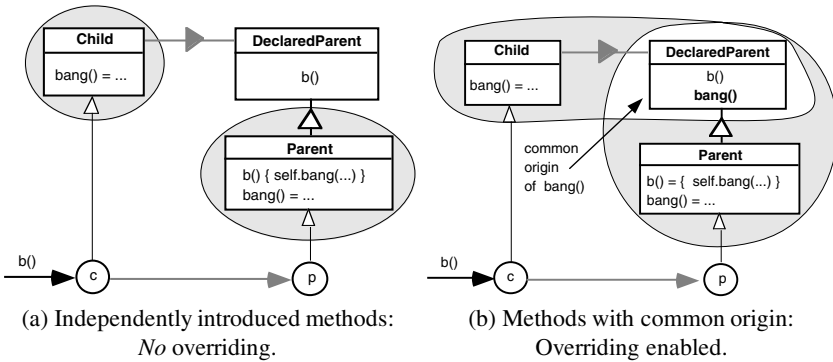 Child
bang() = ...
DeclaredParent
b()
Parent
b() { self.bang(...) }
bang() = ...
b()
c
p
(a) Independently introduced methods:
No overriding.
Child
bang() = ...
DeclaredParent
b()
bang()
common
origin
of bang()
Parent
b() = { self.bang(...) }
bang() = ...
b()
c
p
(b) Methods with common origin:
Overriding enabled.